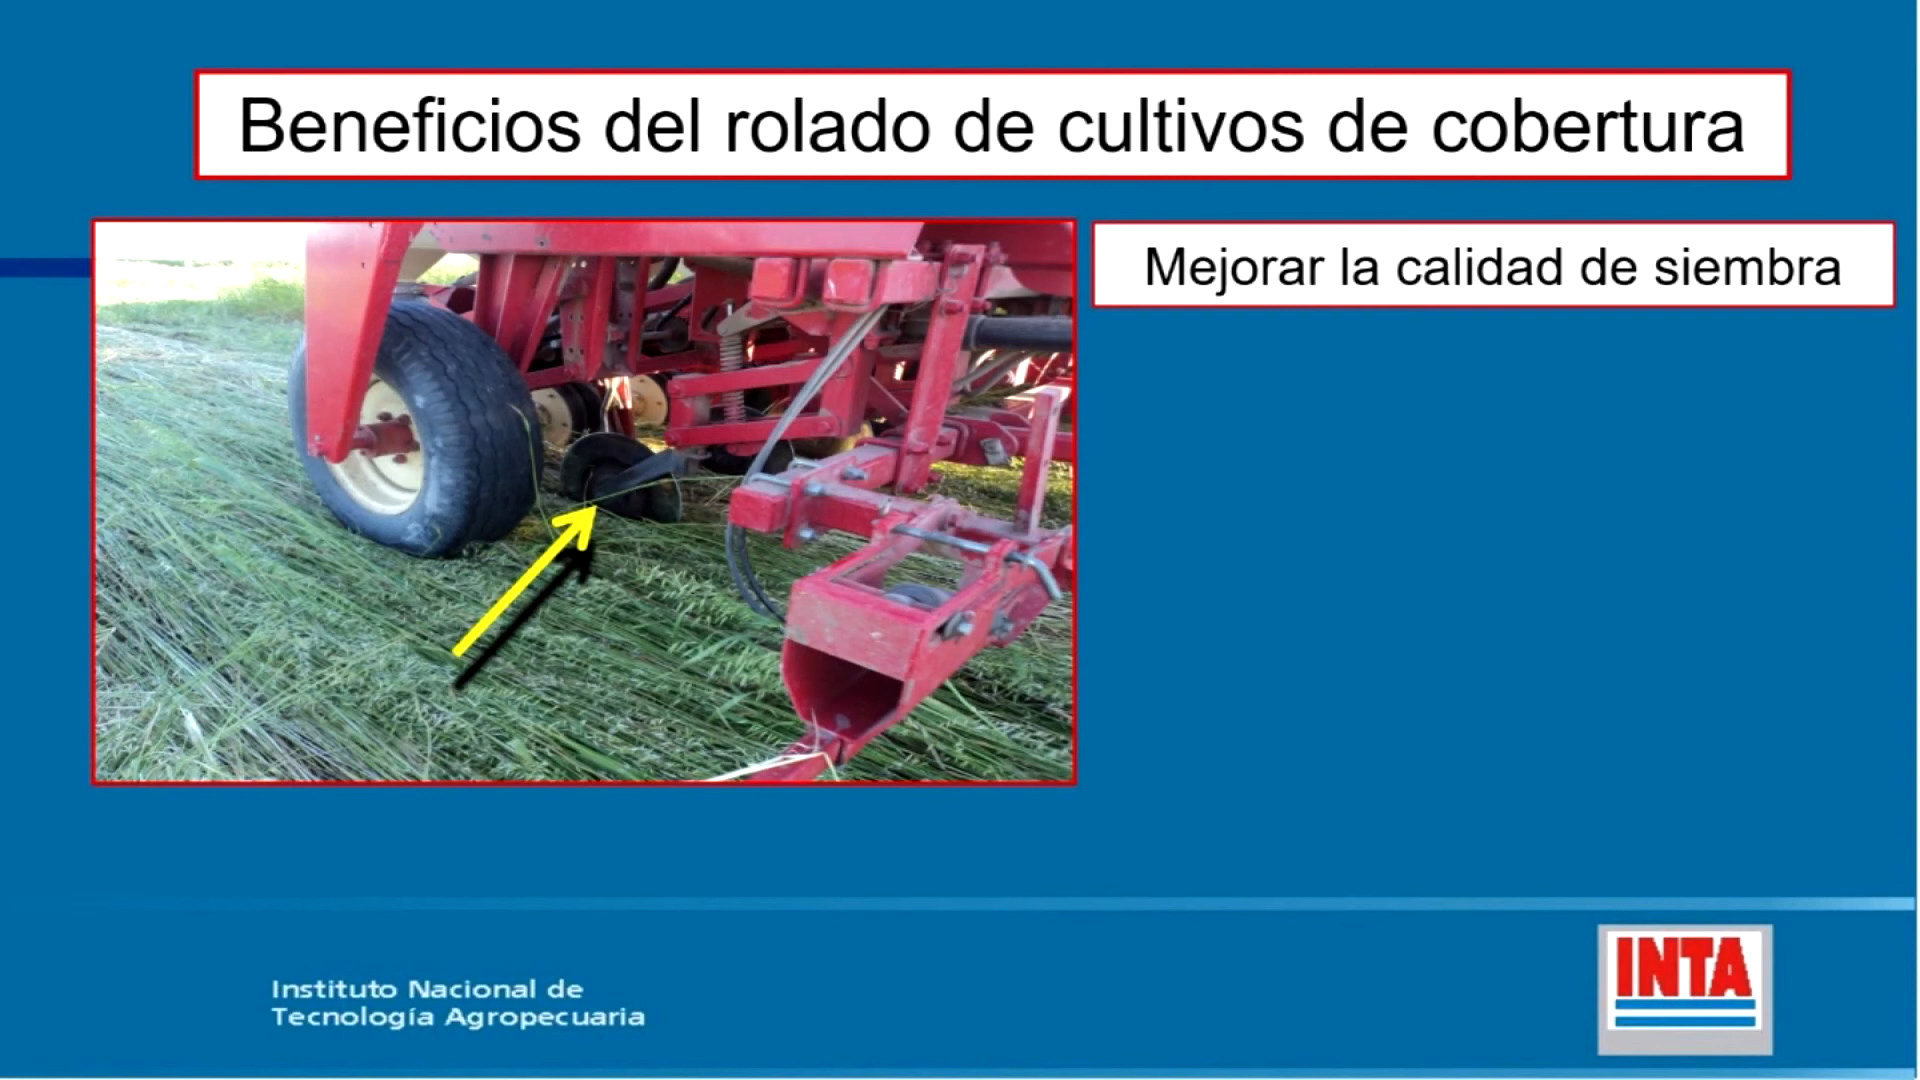 Beneficios del rolado de cultivos de cobertura
Mejorar la calidad de siembra
Instituto Nacional de
Tecnología Agropecuaria
INTA